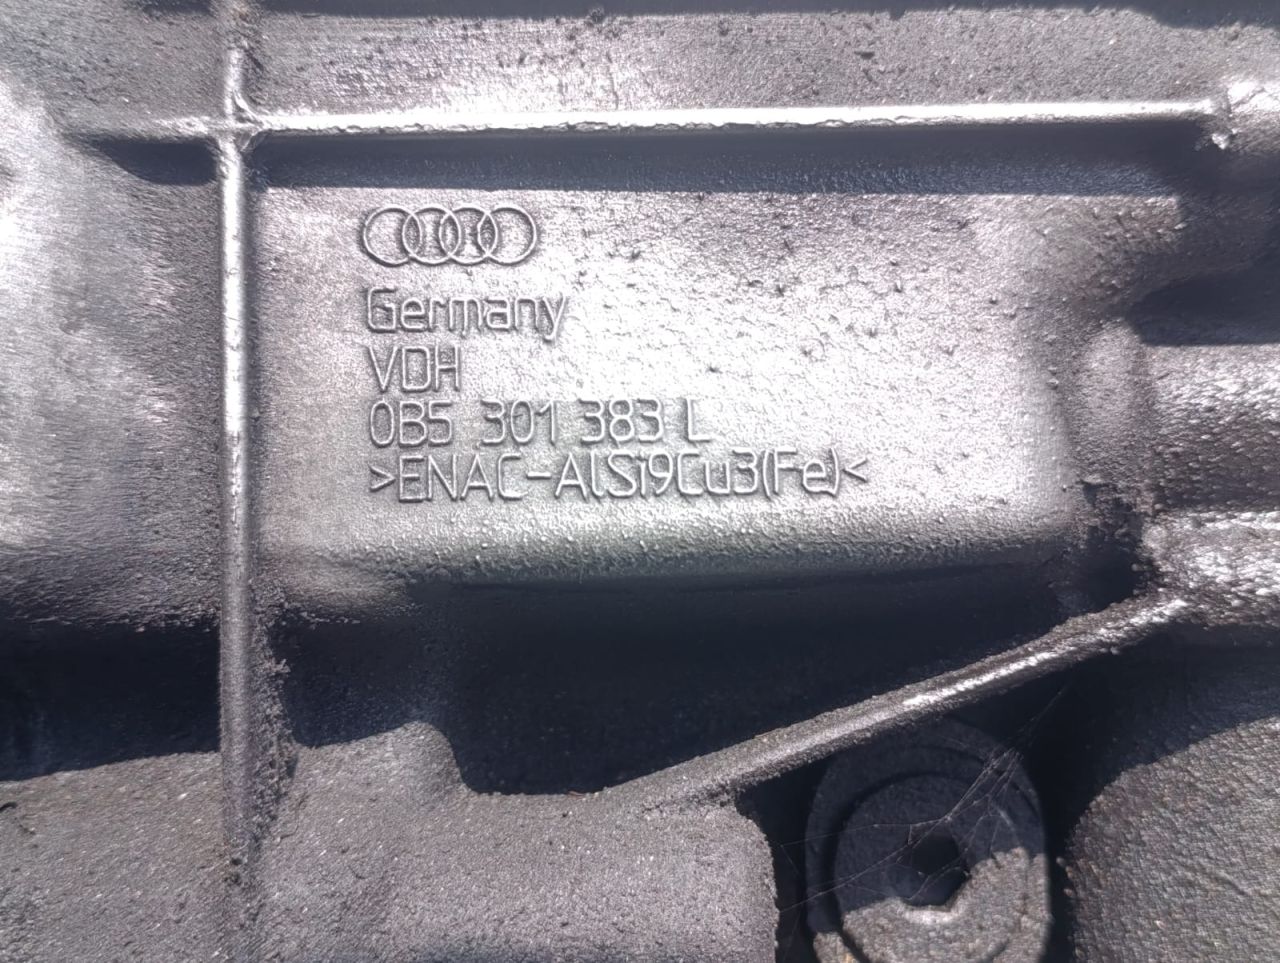 Germany
VDH
0B5 301 383 L
>ENAC-AlSi9Cu3(Fe)<